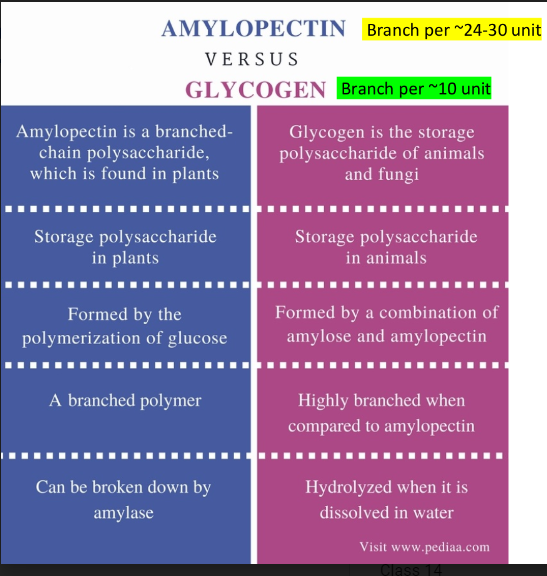 AMYLOPECTIN Branch per ~24-30 unit
VERSUS
GLYCOGEN Branch per ~10 unit
Amylopectin is a branched-
chain polysaccharide,
which is found in plants
Glycogen is the storage
polysaccharide of animals
and fungi
Storage polysaccharide
in plants
Storage polysaccharide
in animals
Formed by the
polymerization of glucose
Formed by a combination of
amylose and amylopectin
A branched polymer
Highly branched when
compared to amylopectin
Can be broken down by
amylase
Hydrolyzed when it is
dissolved in water
Visit www.pediaa.com
Class 14